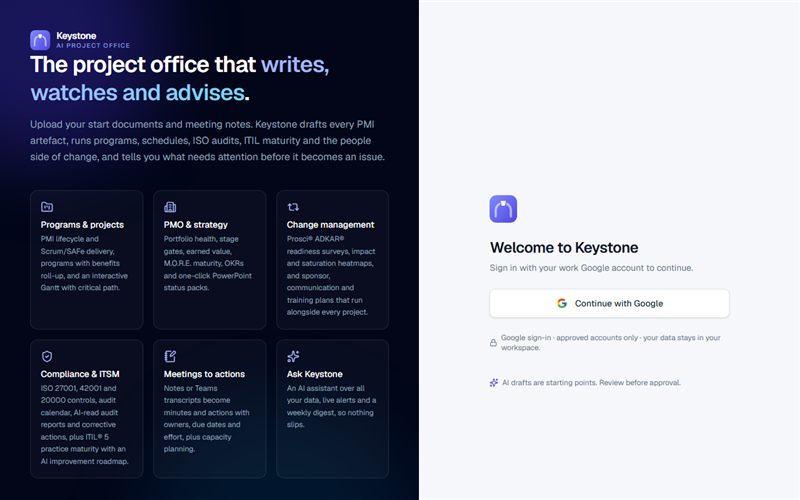 Keystone
AI PROJECT OFFICE
The project office that writes,
watches and advises.
Upload your start documents and meeting notes. Keystone drafts every PMI
artefact, runs programs, schedules, ISO audits, ITIL maturity and the people
side of change, and tells you what needs attention before it becomes an issue.
Programs & projects
PMI lifecycle and
Scrum/SAFe delivery,
programs with benefits
roll-up, and an interactive
Gantt with critical path.
PMO & strategy
Portfolio health, stage
gates, earned value,
M.O.R.E. maturity, OKRs
and one-click PowerPoint
status packs.
Change management
Prosci® ADKAR®
readiness surveys, impact
and saturation heatmaps,
and sponsor,
communication and
training plans that run
alongside every project.
Compliance & ITSM
ISO 27001, 42001 and
20000 controls, audit
calendar, AI-read audit
reports and corrective
actions, plus ITIL® 5
practice maturity with an
AI improvement roadmap.
Meetings to actions
Notes or Teams
transcripts become
minutes and actions with
owners, due dates and
effort, plus capacity
planning.
Ask Keystone
An AI assistant over all
your data, live alerts and a
weekly digest, so nothing
slips.
Welcome to Keystone
Sign in with your work Google account to continue.
Continue with Google
Google sign-in · approved accounts only · your data stays in your
workspace.
AI drafts are starting points. Review before approval.